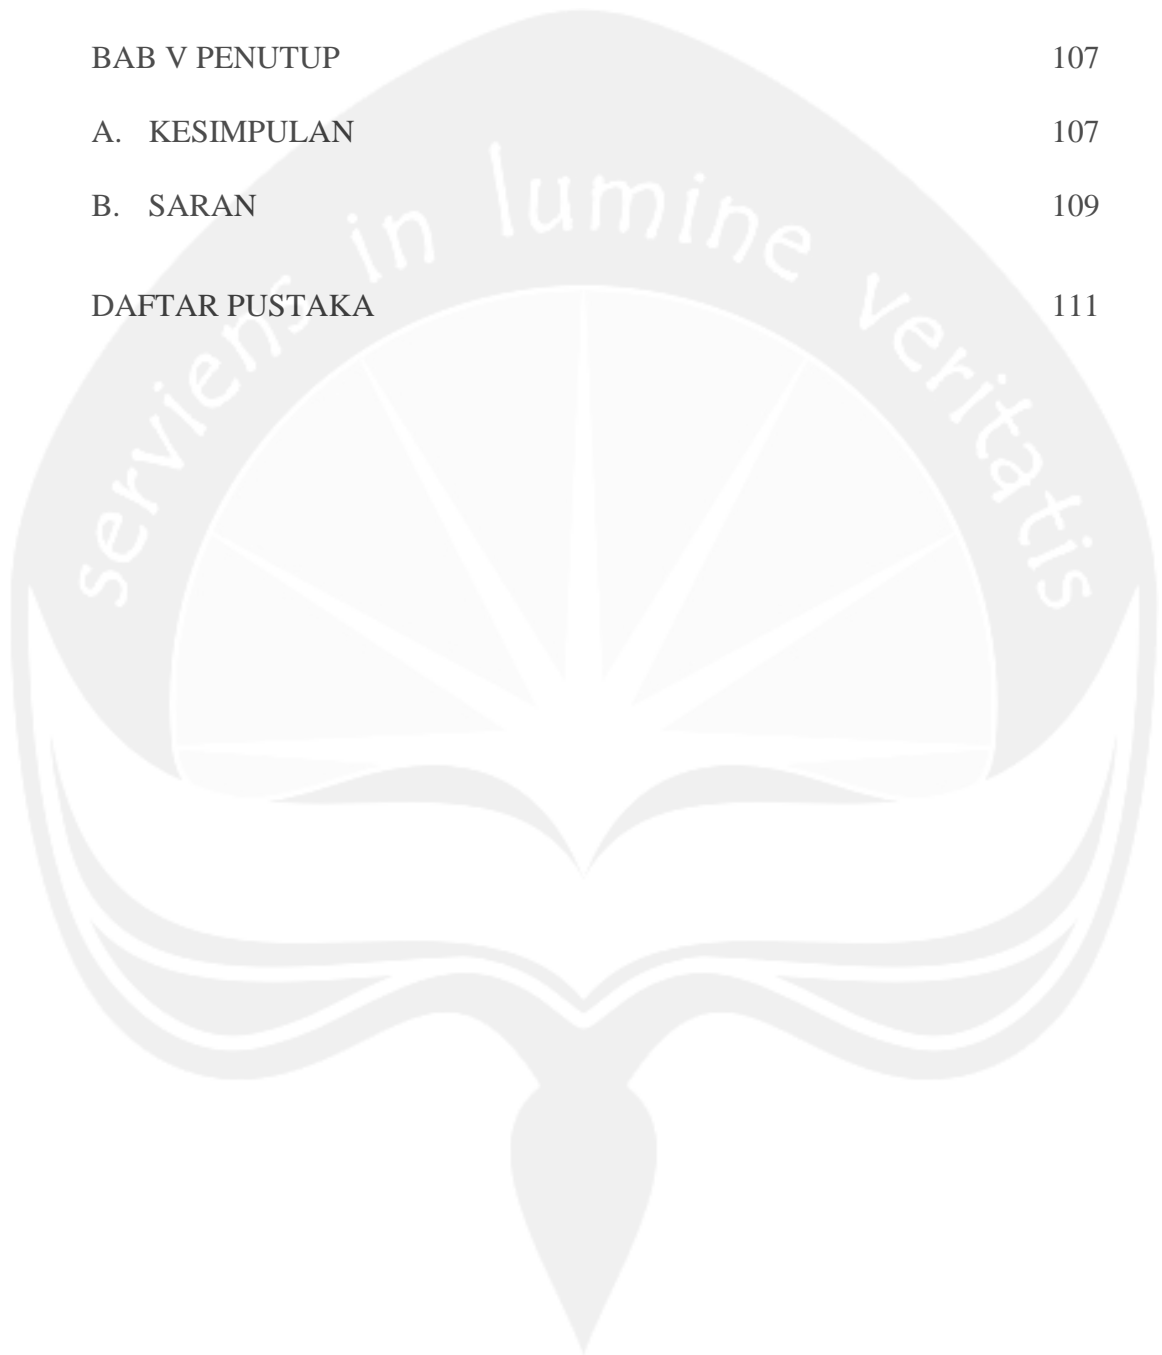 BAB V PENUTUP 107
A. KESIMPULAN 107
B. SARAN 109
DAFTAR PUSTAKA 111
serviens in lumine veritatis